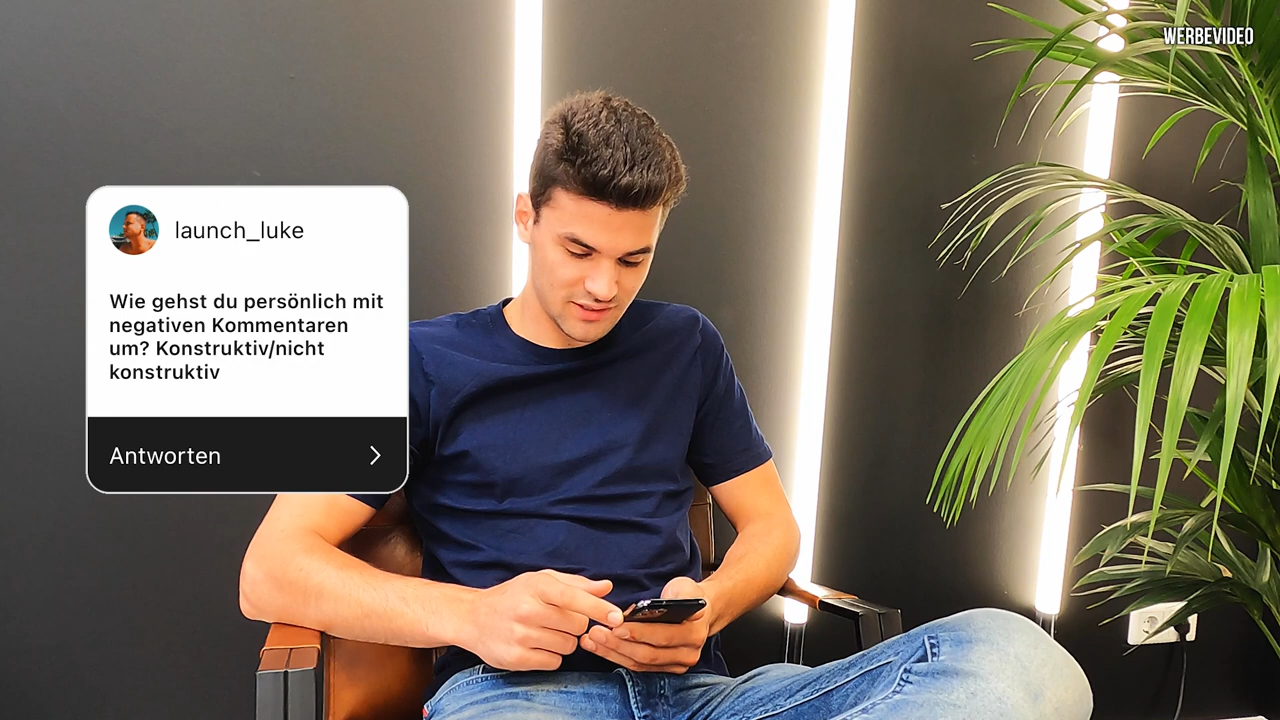 WERBEVIDEO
launch_luke
Wie gehst du persönlich mit
negativen Kommentaren
um? Konstruktiv/nicht
konstruktiv
Antworten